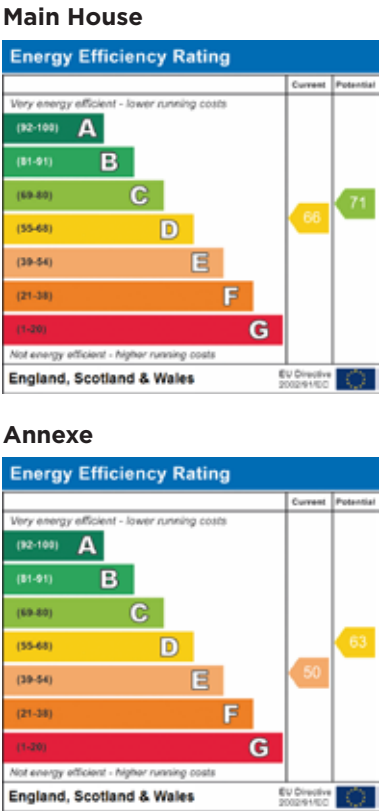 Main House
Energy Efficiency Rating
Current Potential
Very energy efficient - lower running costs
(92-100) A
(81-91) B
(69-80) C
71
(55-68) D
66
(39-54) E
(21-38) F
(1-20) G
Not energy efficient - higher running costs
England, Scotland & Wales
EU Directive
2002/91/EC
Annexe
Energy Efficiency Rating
Current Potential
Very energy efficient - lower running costs
(92-100) A
(81-91) B
(69-80) C
(55-68) D
63
(39-54) E
50
(21-38) F
(1-20) G
Not energy efficient - higher running costs
England, Scotland & Wales
EU Directive
2002/91/EC